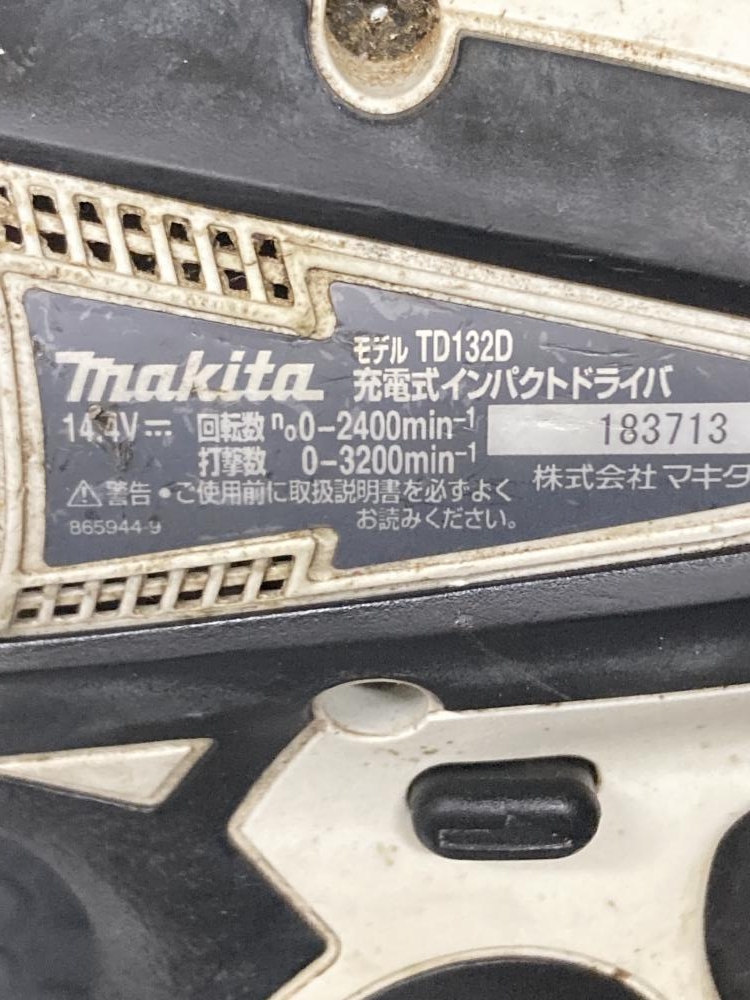 makita
モデル TD132D
充電式インパクトドライバ
14.4V⎓ 回転数 n₀0-2400min⁻¹
183713
打撃数 0-3200min⁻¹
株式会社 マキタ
⚠警告・ご使用前に取扱説明書を必ずよく
お読みください。
865944-9